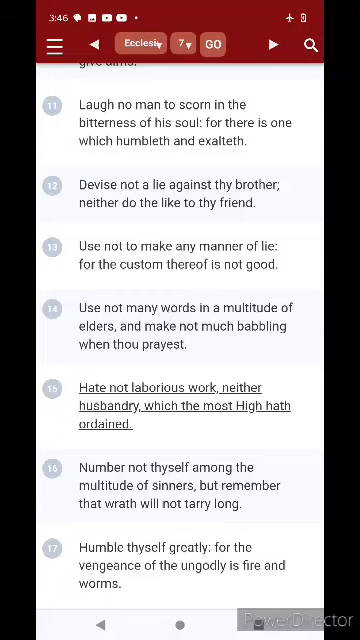 3:46
Ecclesi
7
GO
give alms.
11
Laugh no man to scorn in the
bitterness of his soul: for there is one
which humbleth and exalteth.
12
Devise not a lie against thy brother;
neither do the like to thy friend.
13
Use not to make any manner of lie:
for the custom thereof is not good.
14
Use not many words in a multitude of
elders, and make not much babbling
when thou prayest.
15
Hate not laborious work, neither
husbandry, which the most High hath
ordained.
16
Number not thyself among the
multitude of sinners, but remember
that wrath will not tarry long.
17
Humble thyself greatly: for the
vengeance of the ungodly is fire and
worms.
PowerDirector